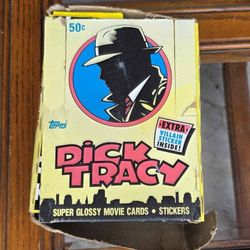 50¢
Topps
EXTRA
VILLAIN
STICKER
INSIDE!
DICK
TRACY
SUPER GLOSSY MOVIE CARDS • STICKERS